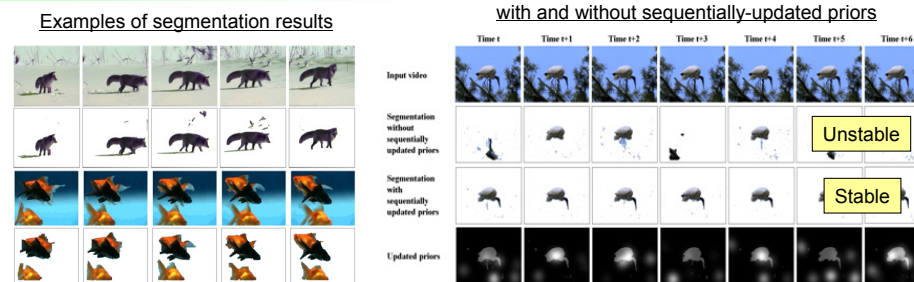 Examples of segmentation results
with and without sequentially-updated priors
Time t
Time t+1
Time t+2
Time t+3
Time t+4
Time t+5
Time t+6
Input video
Segmentation
without
sequentially
updated priors
Unstable
Segmentation
with
sequentially
updated priors
Stable
Updated priors